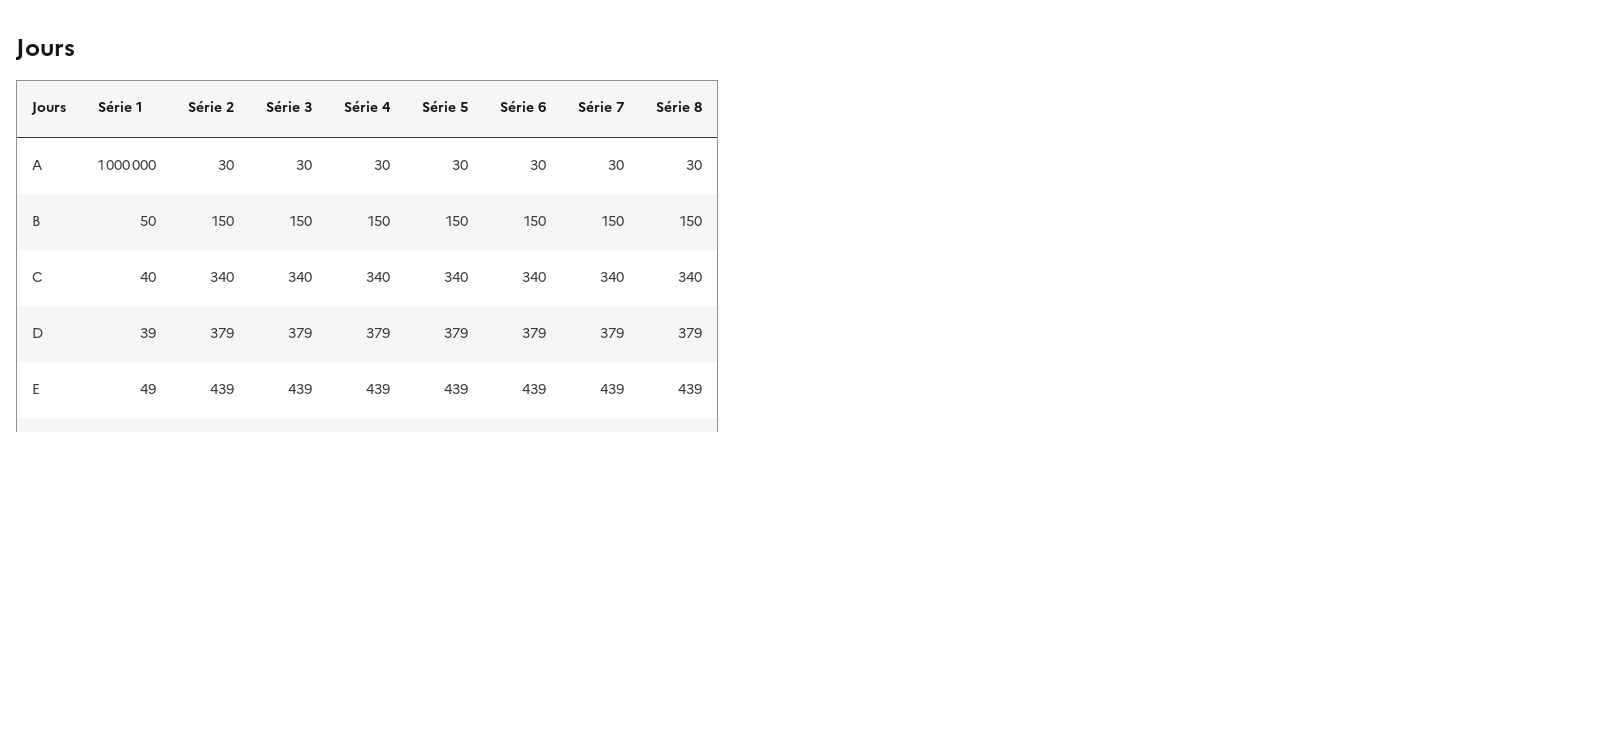 Jours
Jours Série 1 Série 2 Série 3 Série 4 Série 5 Série 6 Série 7 Série 8
A 1 000 000 30 30 30 30 30 30 30
B 50 150 150 150 150 150 150 150
C 40 340 340 340 340 340 340 340
D 39 379 379 379 379 379 379 379
E 49 439 439 439 439 439 439 439